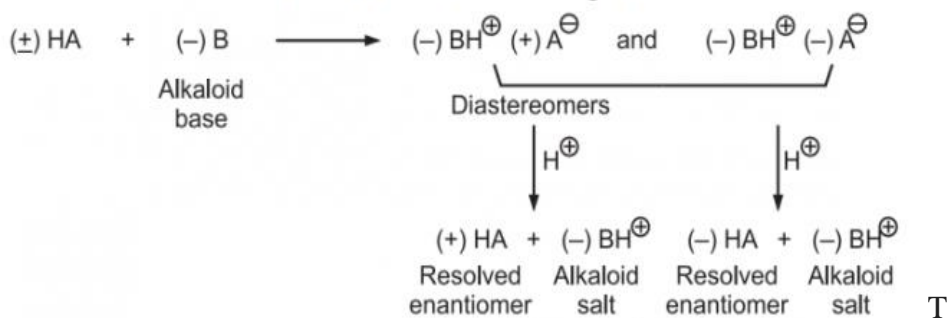 (±) HA + (−) B ⟶ (−) BH⊕ (+) A⊖ and (−) BH⊕ (−) A⊖
Alkaloid
base
Diastereomers
H⊕ H⊕
(+) HA + (−) BH⊕ (−) HA + (−) BH⊕
Resolved Alkaloid Resolved Alkaloid
enantiomer salt enantiomer salt T